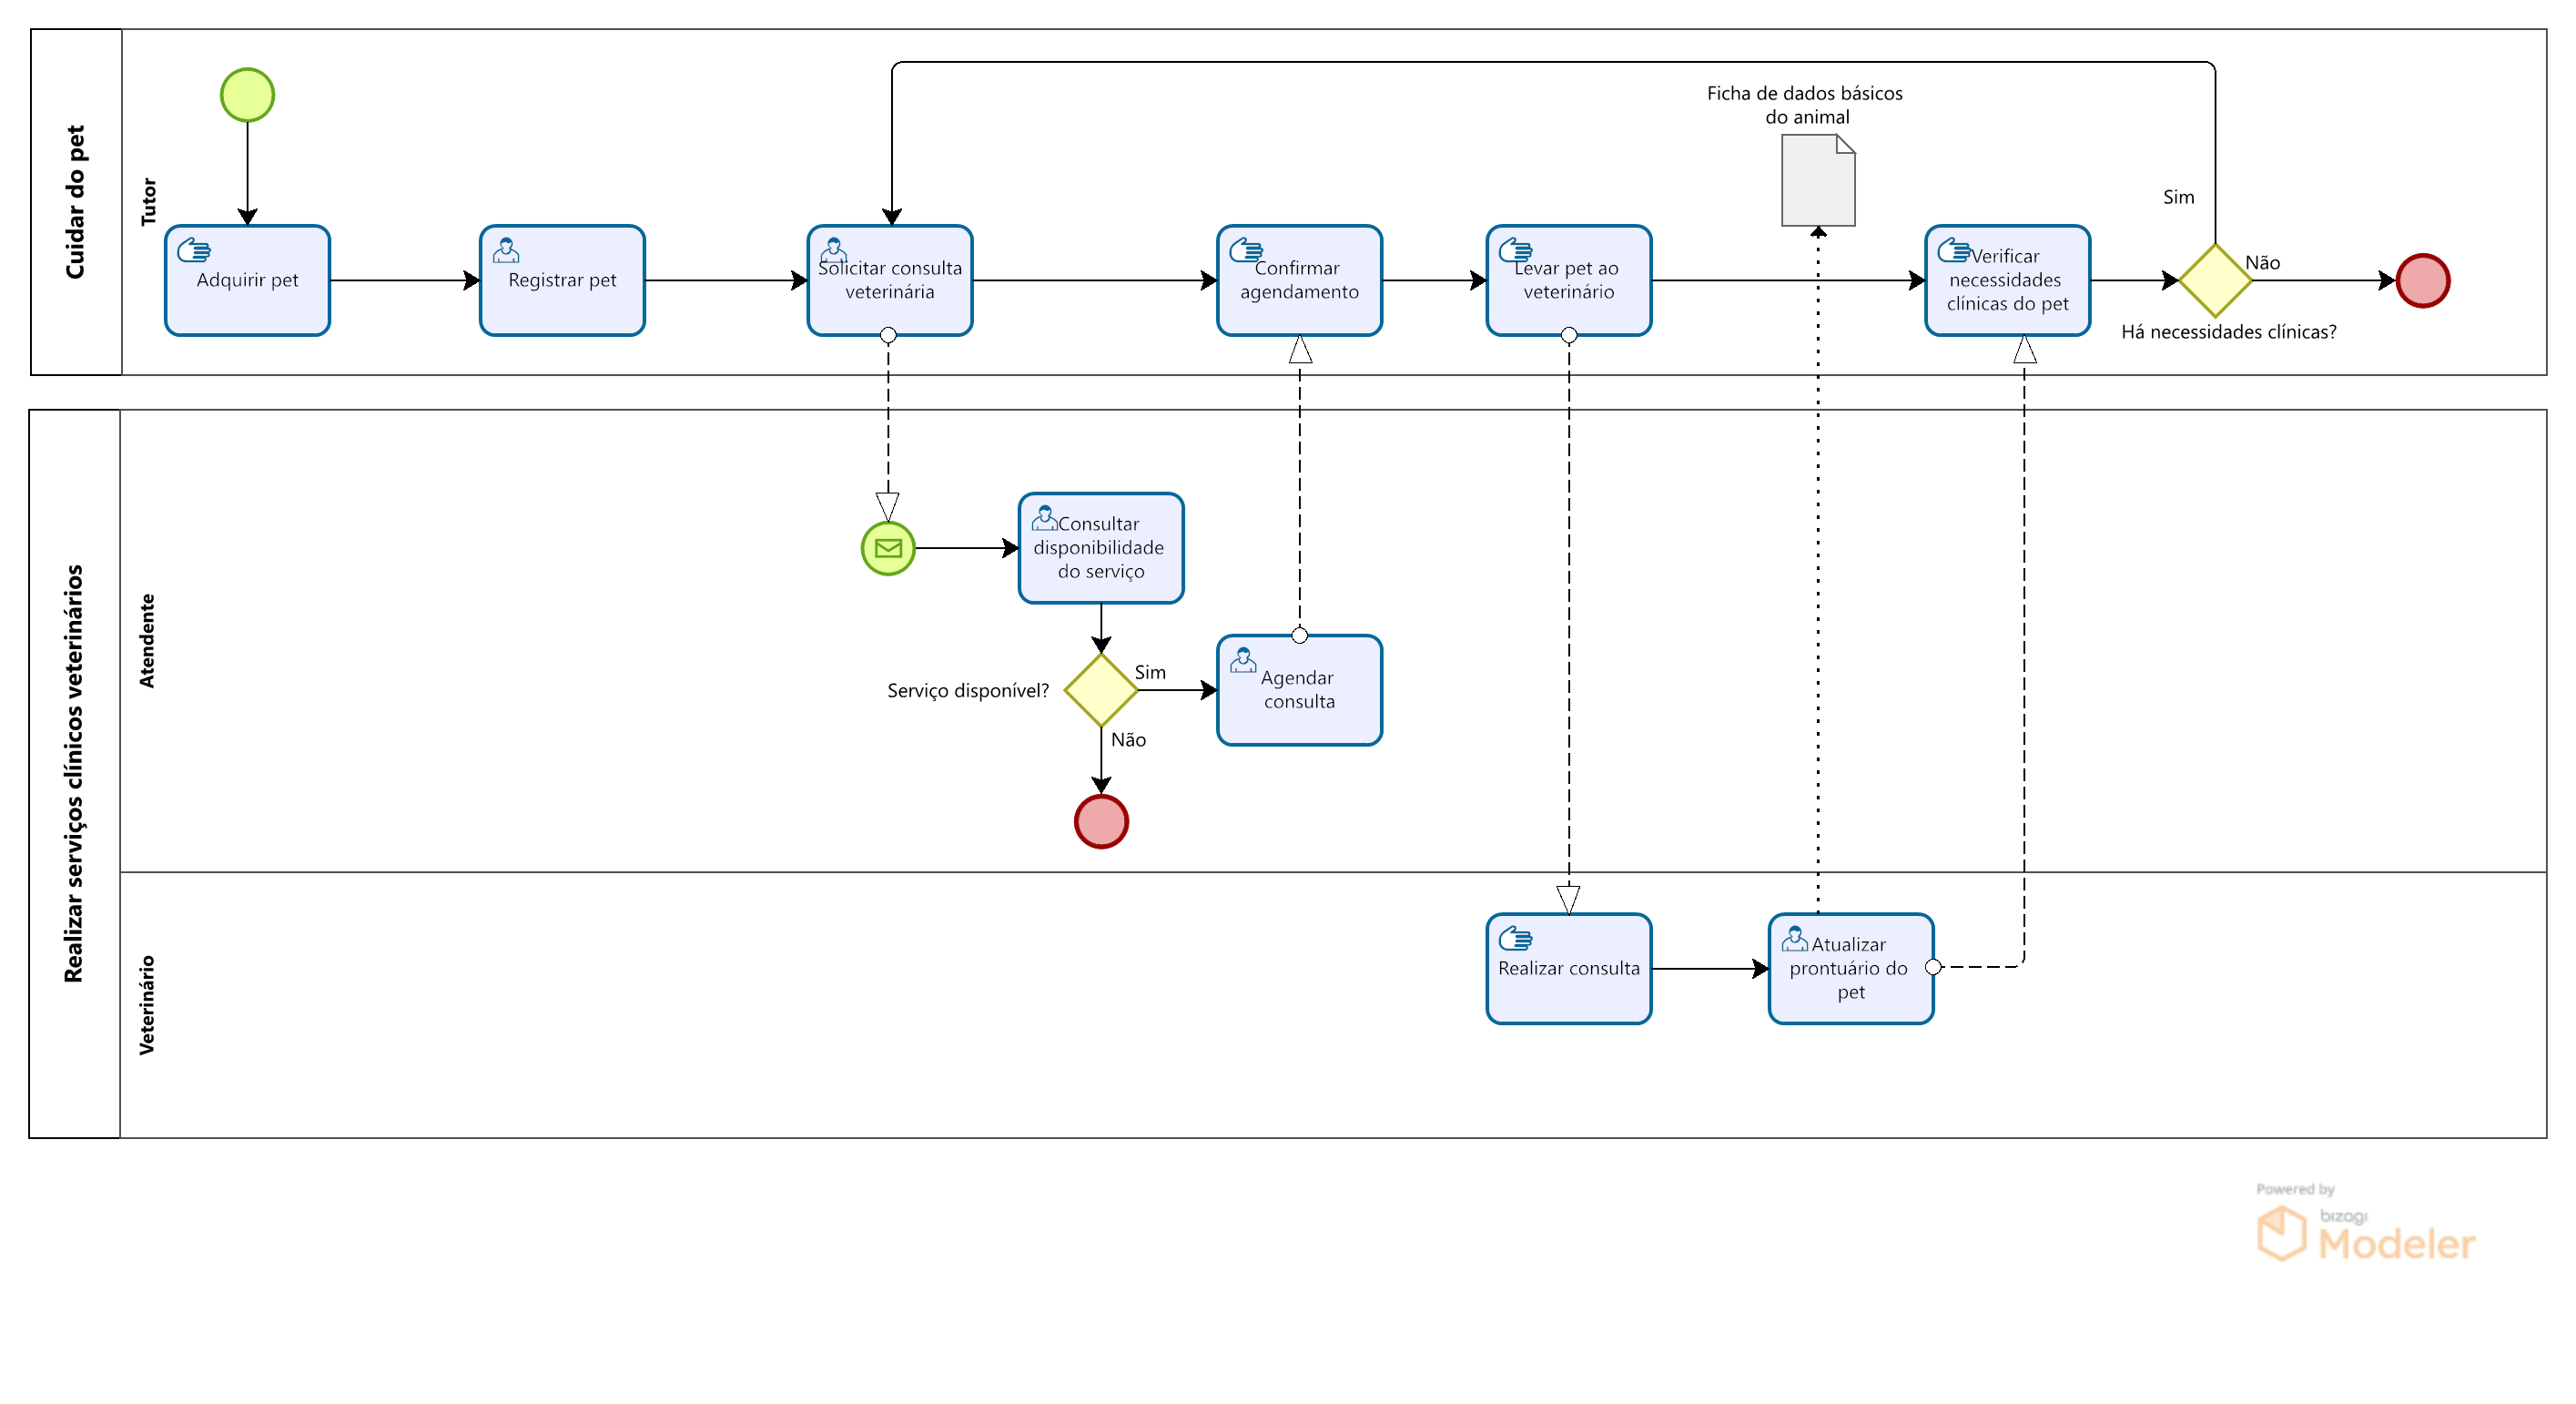 Cuidar do pet
Tutor
Ficha de dados básicos
do animal
Sim
Adquirir pet
Registrar pet
Solicitar consulta
veterinária
Confirmar
agendamento
Levar pet ao
veterinário
Verificar
necessidades
clínicas do pet
Não
Há necessidades clínicas?
Realizar serviços clínicos veterinários
Atendente
Consultar
disponibilidade
do serviço
Serviço disponível?
Sim
Não
Agendar
consulta
Veterinário
Realizar consulta
Atualizar
prontuário do
pet
Powered by
bizagi
Modeler